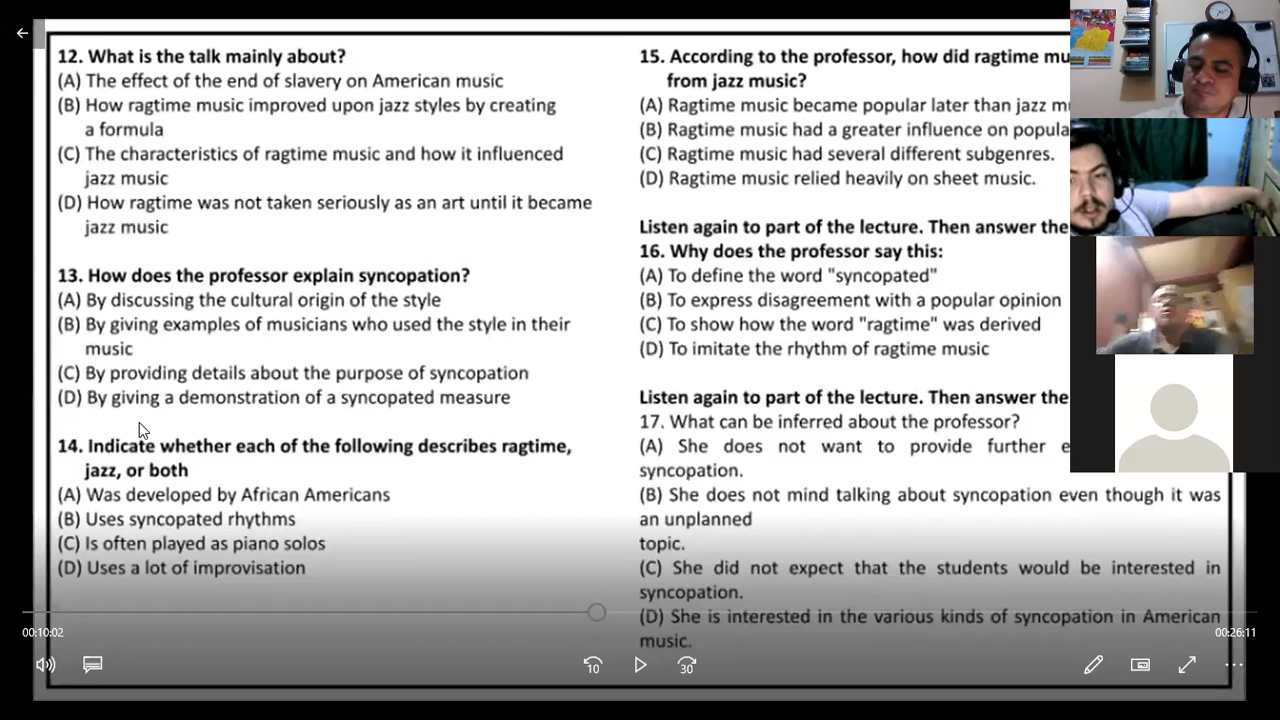 12. What is the talk mainly about?
(A) The effect of the end of slavery on American music
(B) How ragtime music improved upon jazz styles by creating
a formula
(C) The characteristics of ragtime music and how it influenced
jazz music
(D) How ragtime was not taken seriously as an art until it became
jazz music
13. How does the professor explain syncopation?
(A) By discussing the cultural origin of the style
(B) By giving examples of musicians who used the style in their
music
(C) By providing details about the purpose of syncopation
(D) By giving a demonstration of a syncopated measure
14. Indicate whether each of the following describes ragtime,
jazz, or both
(A) Was developed by African Americans
(B) Uses syncopated rhythms
(C) Is often played as piano solos
(D) Uses a lot of improvisation
15. According to the professor, how did ragtime mu
from jazz music?
(A) Ragtime music became popular later than jazz m
(B) Ragtime music had a greater influence on popula
(C) Ragtime music had several different subgenres.
(D) Ragtime music relied heavily on sheet music.
Listen again to part of the lecture. Then answer the
16. Why does the professor say this:
(A) To define the word "syncopated"
(B) To express disagreement with a popular opinion
(C) To show how the word "ragtime" was derived
(D) To imitate the rhythm of ragtime music
Listen again to part of the lecture. Then answer the
17. What can be inferred about the professor?
(A) She does not want to provide further e
syncopation.
(B) She does not mind talking about syncopation even though it was
an unplanned
topic.
(C) She did not expect that the students would be interested in
syncopation.
(D) She is interested in the various kinds of syncopation in American
music.
00:10:02
00:26:11
10
30